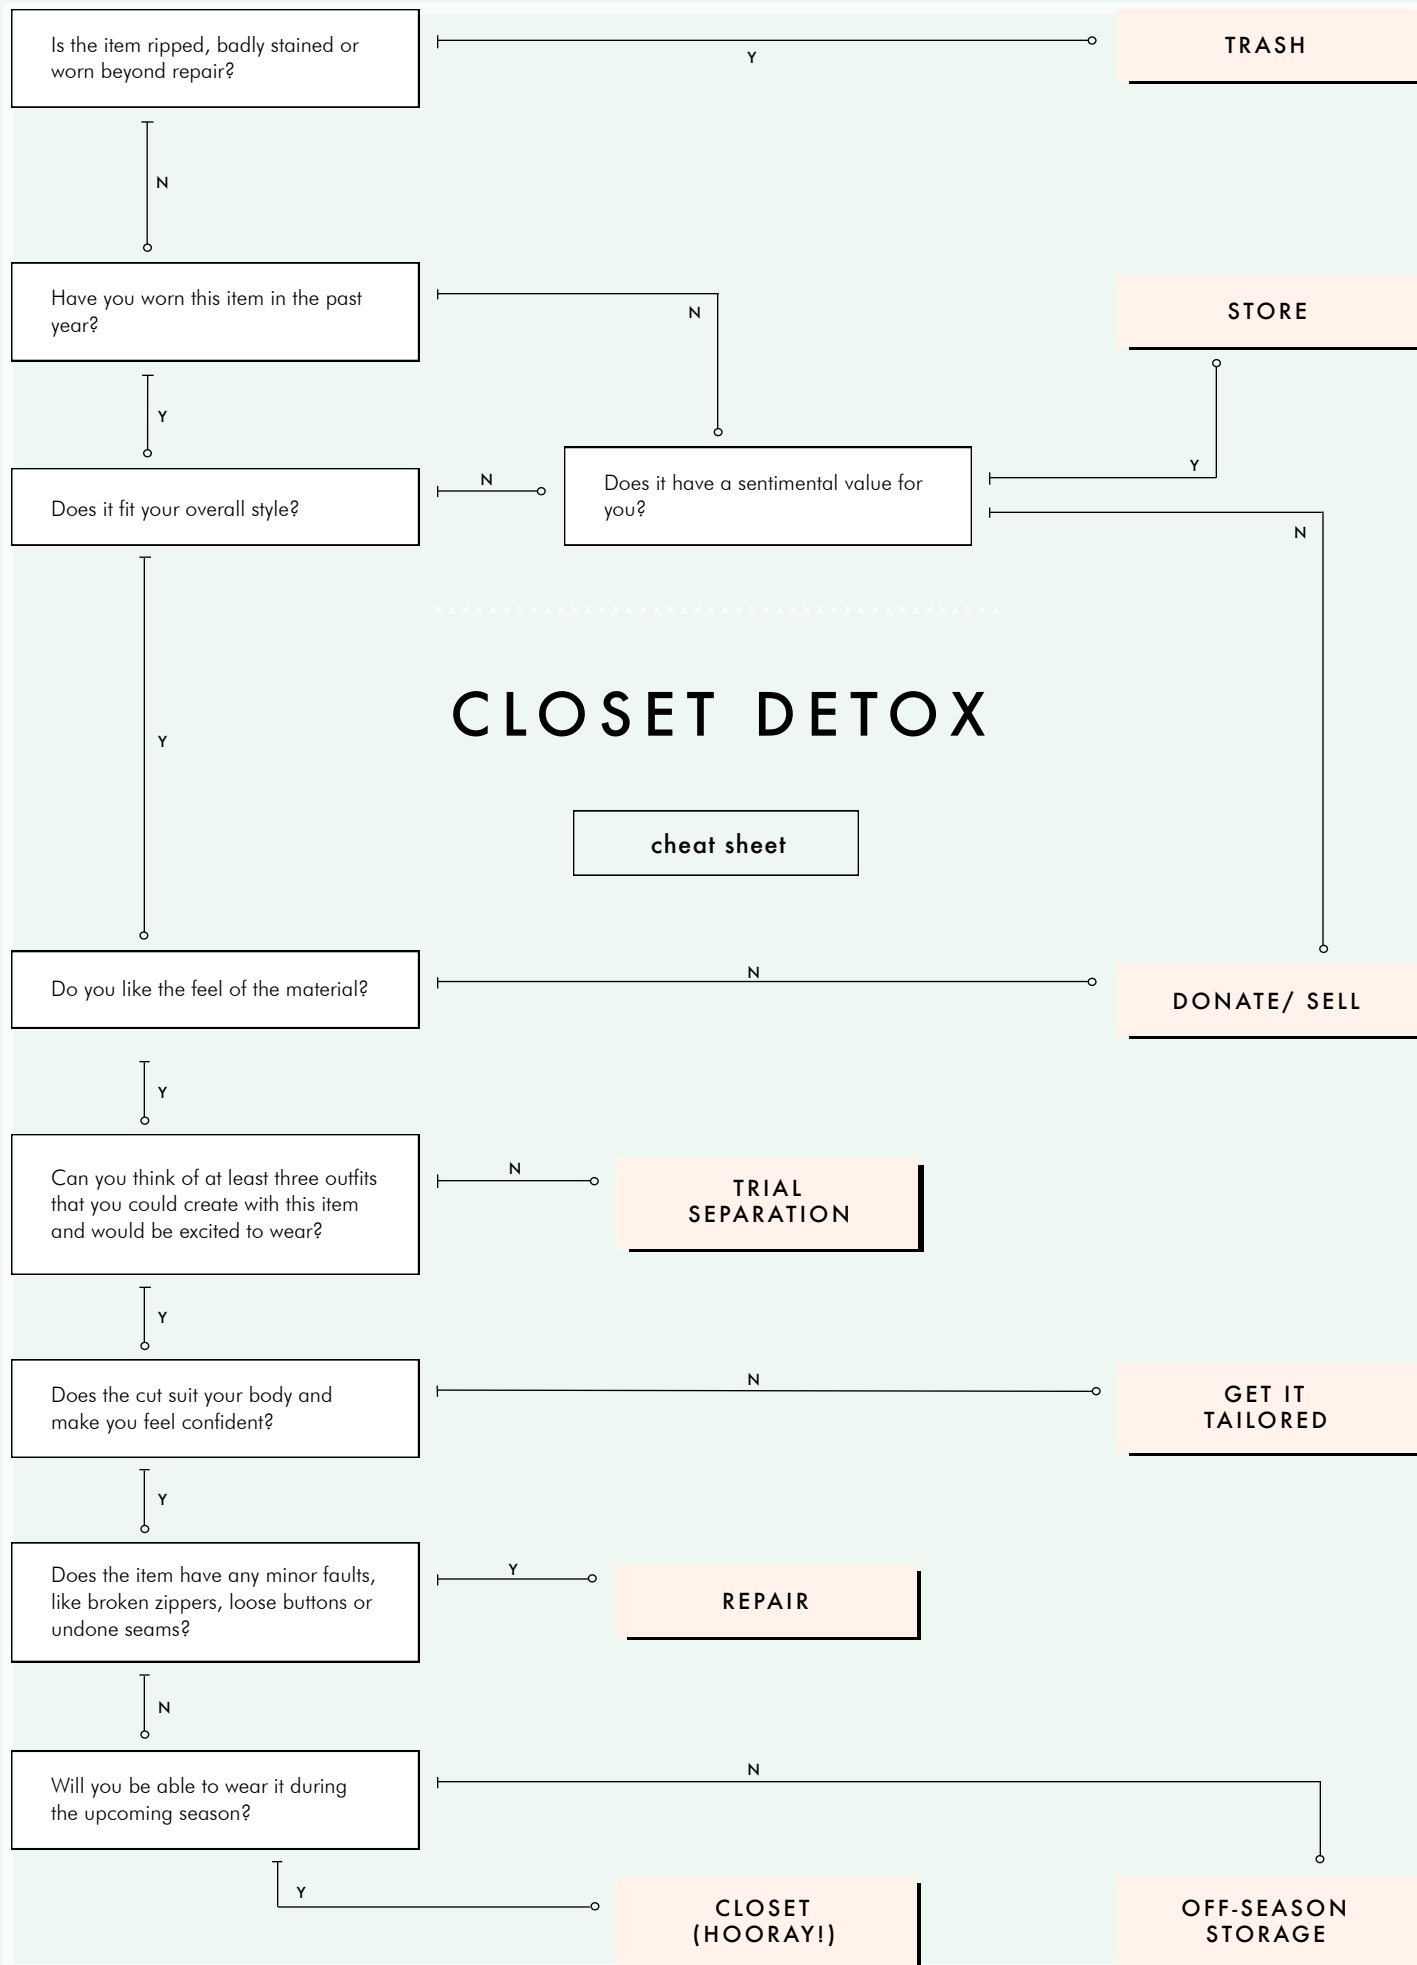 Is the item ripped, badly stained or
worn beyond repair?
Y
TRASH
N
Have you worn this item in the past
year?
N
STORE
Y
Does it fit your overall style?
N
Does it have a sentimental value for
you?
Y
N
x x x x x x x x x x x x x x x x x x x x x x x x x x x x x x x x x x x x x x x x x x
CLOSET DETOX
Y
cheat sheet
Do you like the feel of the material?
N
DONATE/ SELL
Y
Can you think of at least three outfits
that you could create with this item
and would be excited to wear?
N
TRIAL
SEPARATION
Y
Does the cut suit your body and
make you feel confident?
N
GET IT
TAILORED
Y
Does the item have any minor faults,
like broken zippers, loose buttons or
undone seams?
Y
REPAIR
N
Will you be able to wear it during
the upcoming season?
N
Y
CLOSET
(HOORAY!)
OFF-SEASON
STORAGE